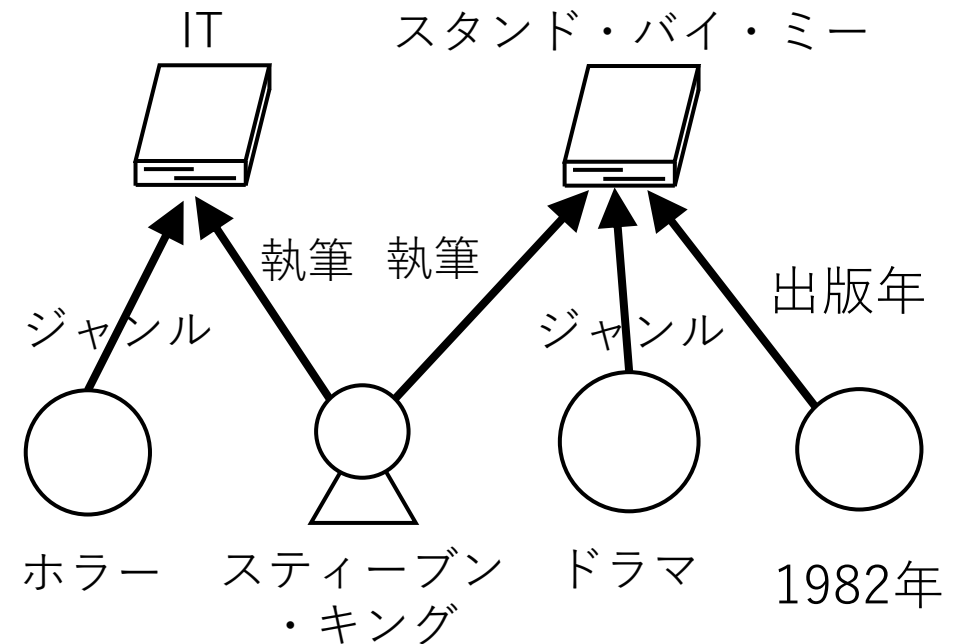 IT
スタンド・バイ・ミー
執筆
執筆
出版年
ジャンル
ジャンル
ホラー
スティーブン
・キング
ドラマ
1982年